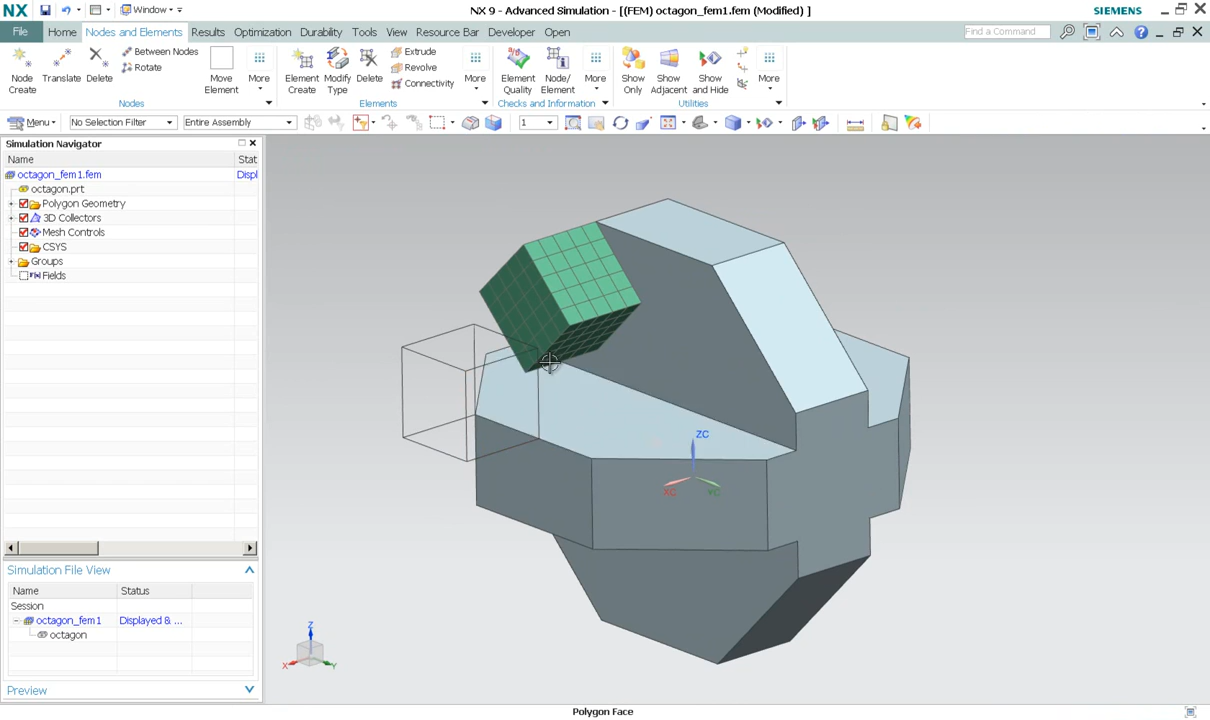 NX Window NX 9 - Advanced Simulation - [(FEM) octagon_fem1.fem (Modified) ] SIEMENS
File Home Nodes and Elements Results Optimization Durability Tools View Resource Bar Developer Open Find a Command
Node Create Translate Delete Between Nodes Rotate Move Element More Element Create Modify Type Delete Extrude Revolve Connectivity More Element Quality Node/ Element More Show Only Show Adjacent Show and Hide More
Nodes Elements Checks and Information Utilities
Menu No Selection Filter Entire Assembly 1
Simulation Navigator
Name Stat
octagon_fem1.fem Displ
octagon.prt
Polygon Geometry
3D Collectors
Mesh Controls
CSYS
Groups
Fields
ZC
XC YC
Simulation File View
Name Status
Session
octagon_fem1 Displayed & ...
octagon
Z
X Y
Preview
Polygon Face